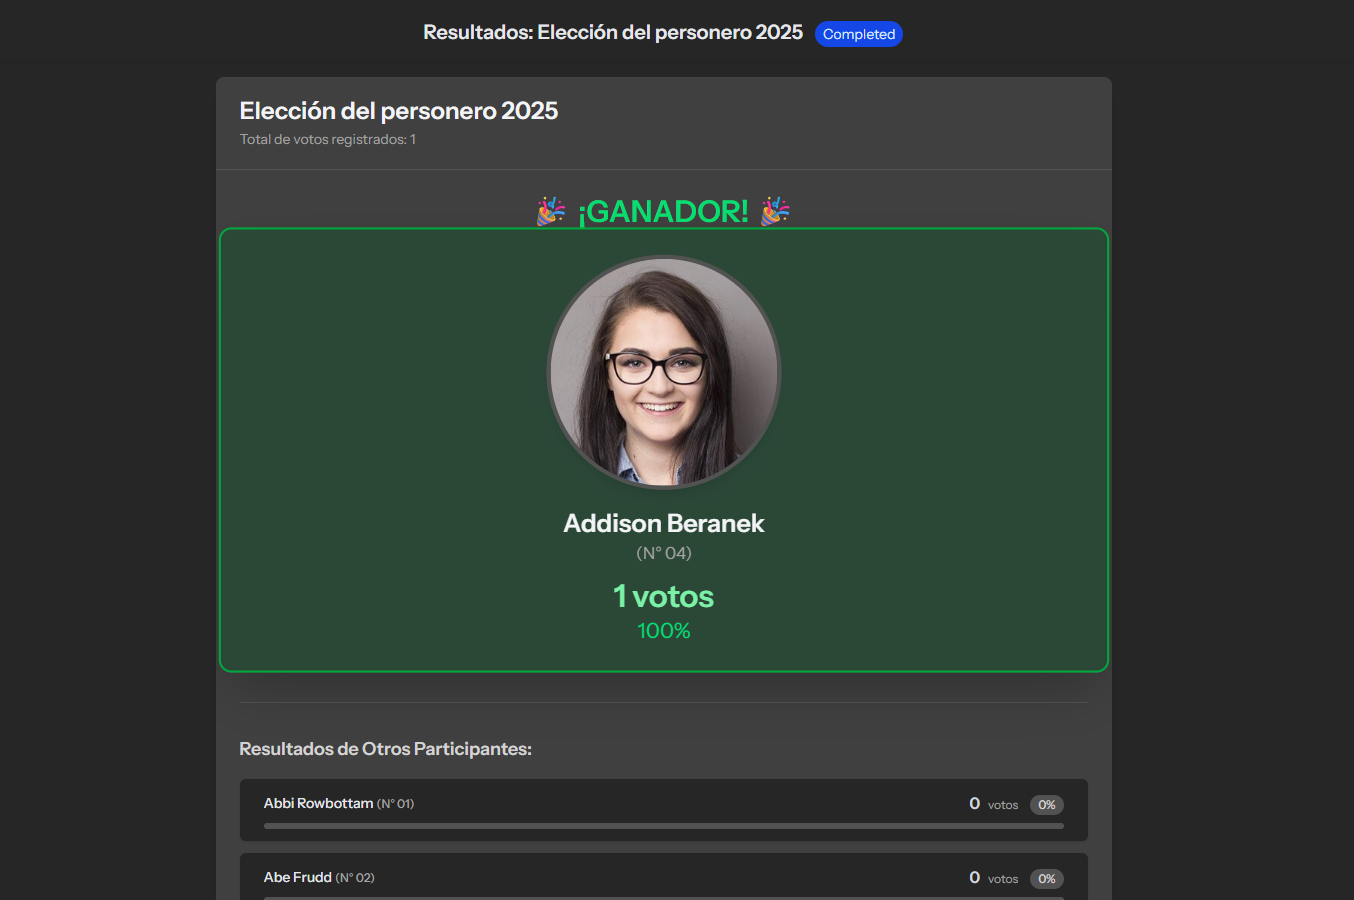 Resultados: Elección del personero 2025 Completed
Elección del personero 2025
Total de votos registrados: 1
🎉 ¡GANADOR! 🎉
Addison Beranek
(N° 04)
1 votos
100%
Resultados de Otros Participantes:
Abbi Rowbottam (N° 01) 0 votos 0%
Abe Frudd (N° 02) 0 votos 0%